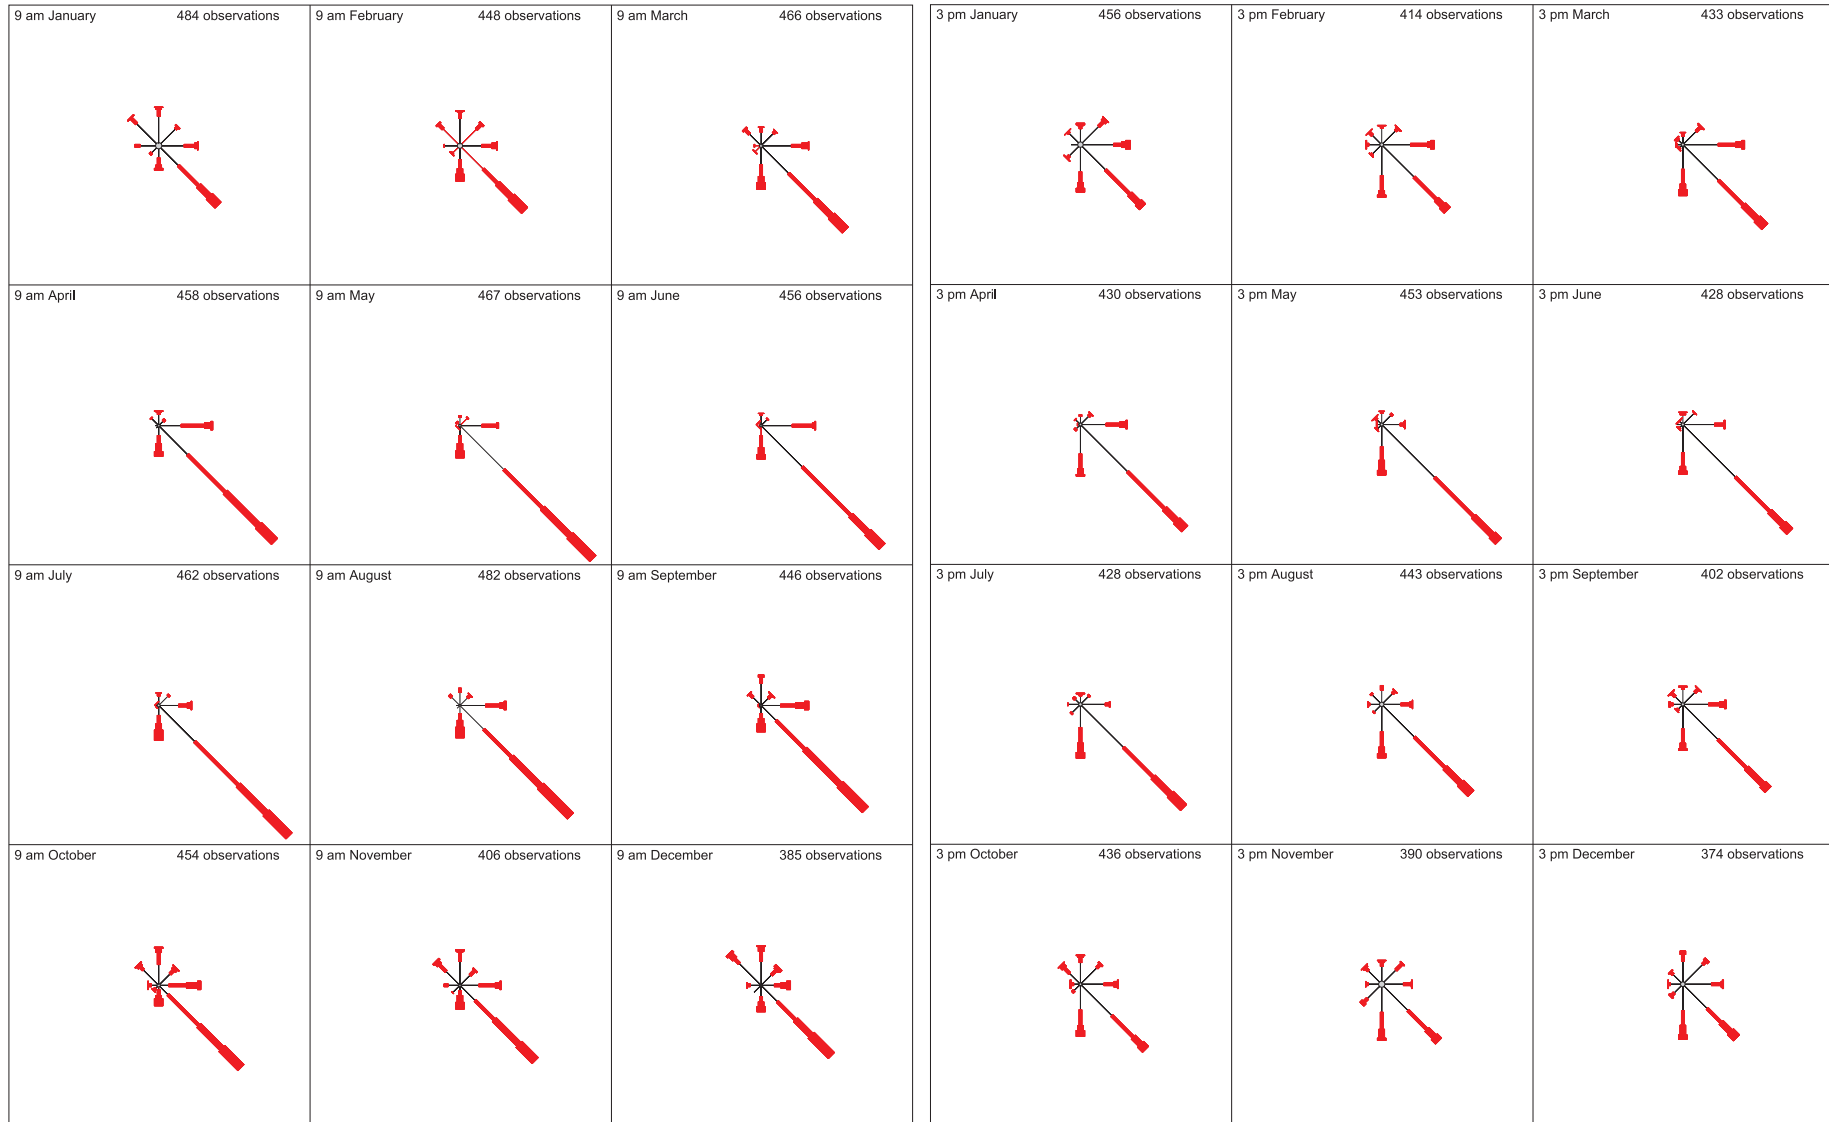 9 am January 484 observations
9 am February 448 observations
9 am March 466 observations
3 pm January 456 observations
3 pm February 414 observations
3 pm March 433 observations
9 am April 458 observations
9 am May 467 observations
9 am June 456 observations
3 pm April 430 observations
3 pm May 453 observations
3 pm June 428 observations
9 am July 462 observations
9 am August 482 observations
9 am September 446 observations
3 pm July 428 observations
3 pm August 443 observations
3 pm September 402 observations
9 am October 454 observations
9 am November 406 observations
9 am December 385 observations
3 pm October 436 observations
3 pm November 390 observations
3 pm December 374 observations